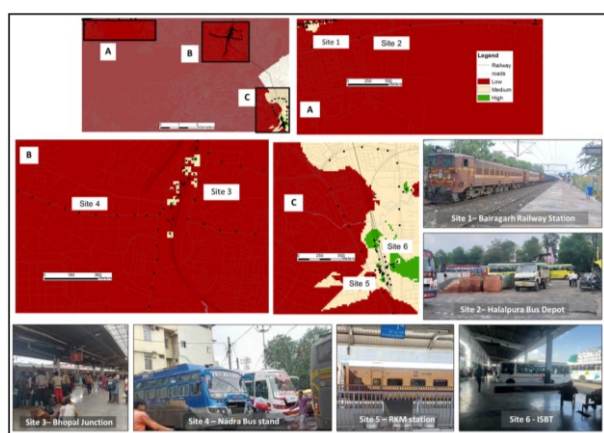 A
B
C
Site 1
Site 2
Legend
Railway
roads
Low
Medium
High
A
B
Site 4
Site 3
C
Site 6
Site 5
Site 1– Bairagarh Railway Station
Site 2– Halalpura Bus Depot
Site 3 – Bhopal Junction
Site 4 – Nadra Bus stand
Site 5 – RKM station
Site 6 - ISBT